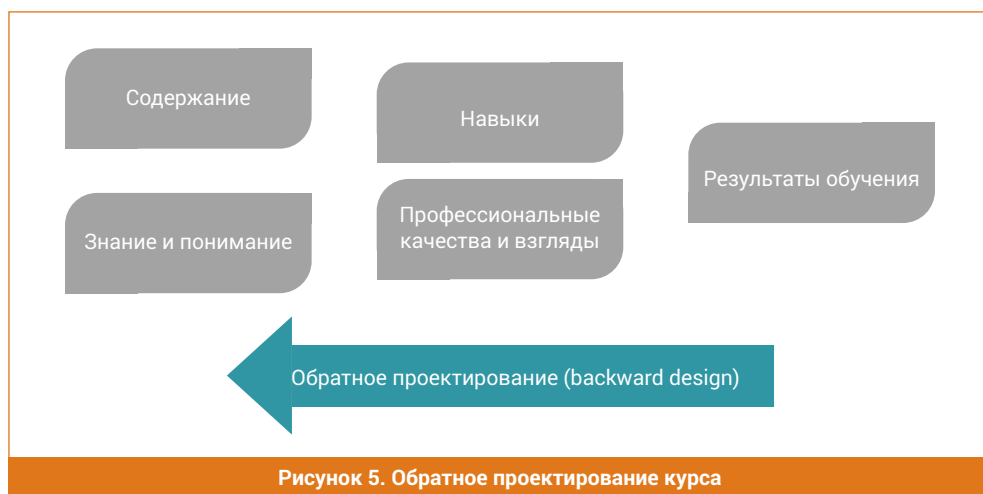 Содержание
Навыки
Результаты обучения
Знание и понимание
Профессиональные
качества и взгляды
Обратное проектирование (backward design)
Рисунок 5. Обратное проектирование курса